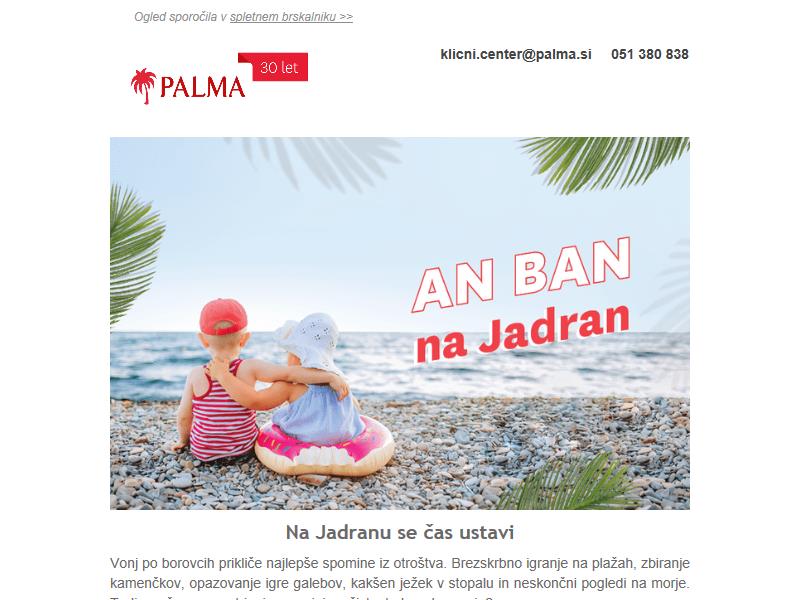 Ogled sporočila v spletnem brskalniku >>
klicni.center@palma.si 051 380 838
PALMA
30 let
AN BAN
na Jadran
Na Jadranu se čas ustavi
Vonj po borovcih prikliče najlepše spomine iz otroštva. Brezskrbno igranje na plažah, zbiranje
kamenčkov, opazovanje igre galebov, kakšen ježek v stopalu in neskončni pogledi na morje.